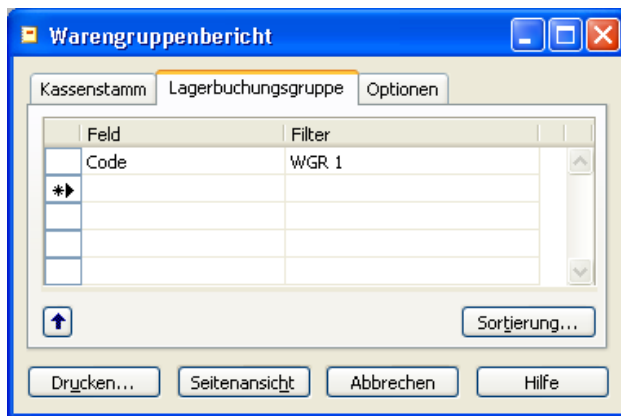 Warengruppenbericht
Kassenstamm Lagerbuchungsgruppe Optionen
Feld Filter
Code WGR 1
Sortierung...
Drucken... Seitenansicht Abbrechen Hilfe